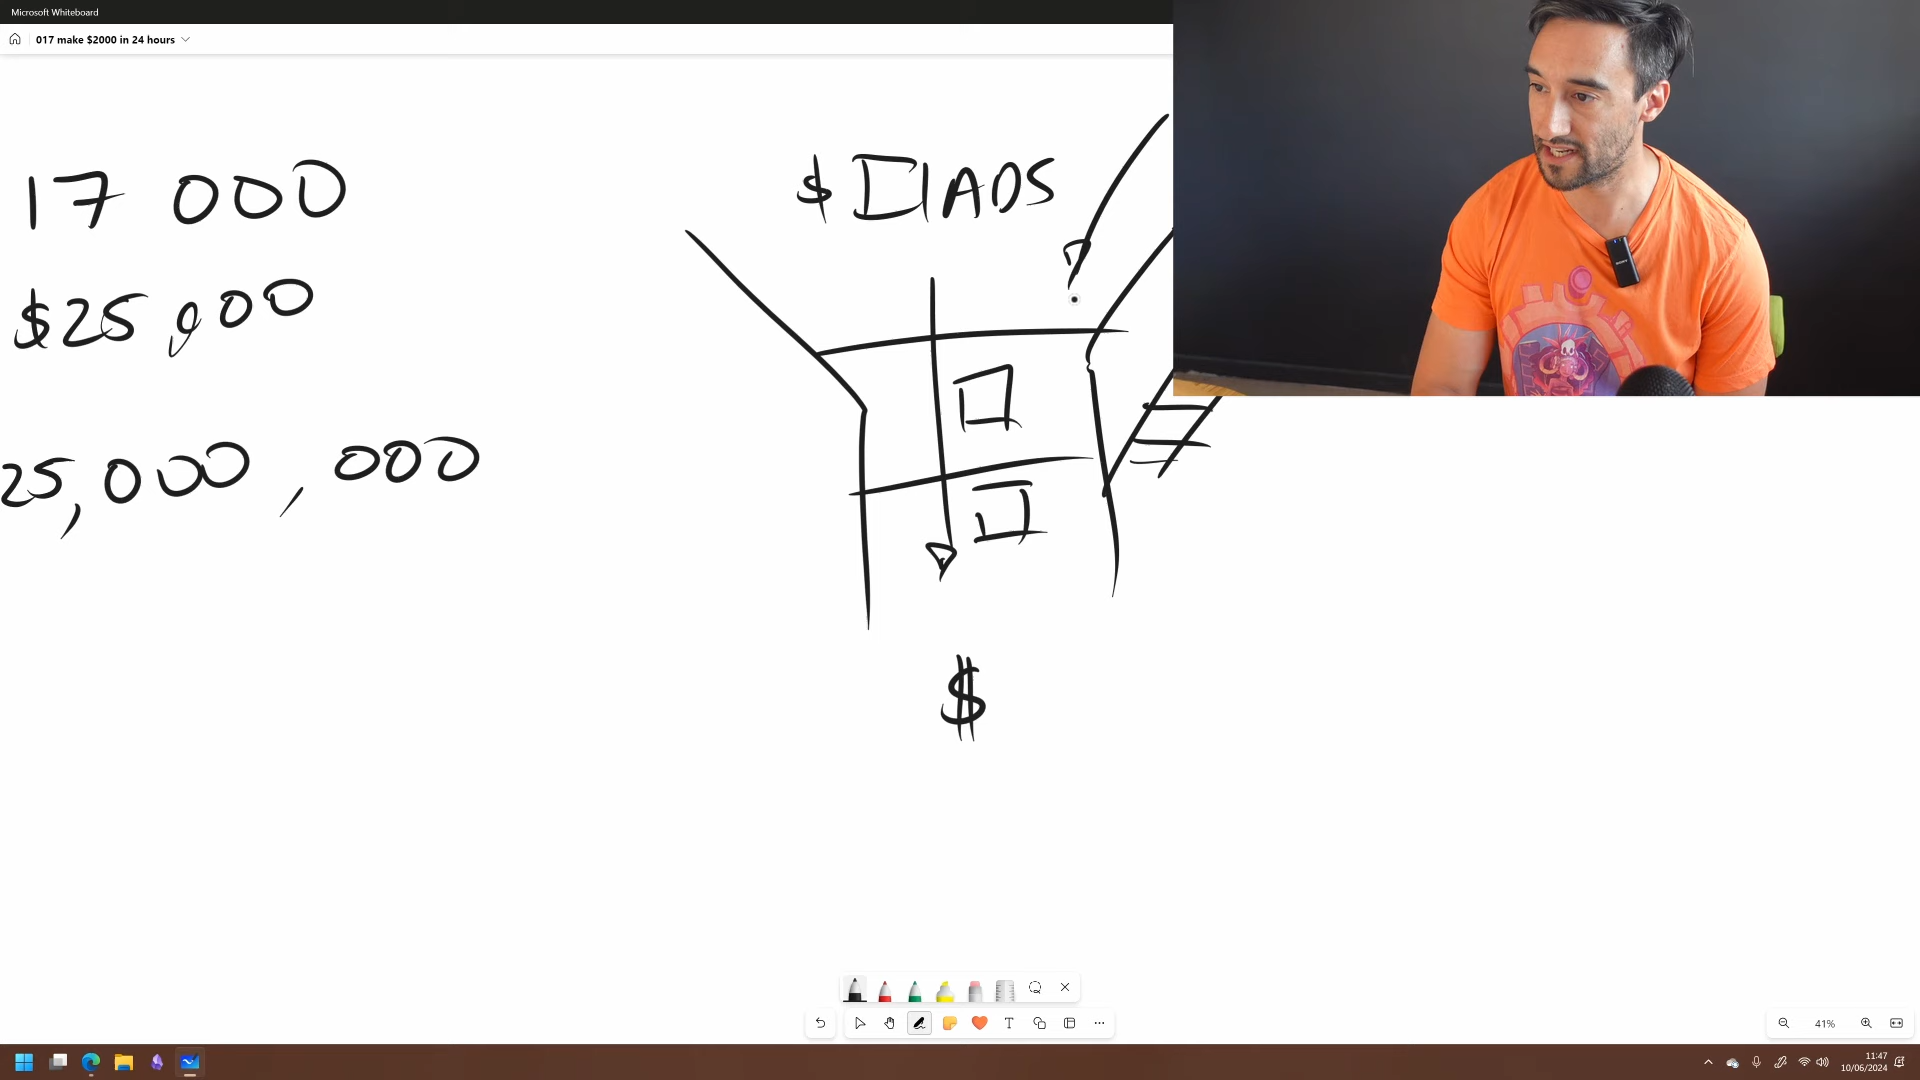 Microsoft Whiteboard
017 make $2000 in 24 hours
17 000
$25,000
25,000,000
$ ADS
$
41%
11:47
10/06/2024